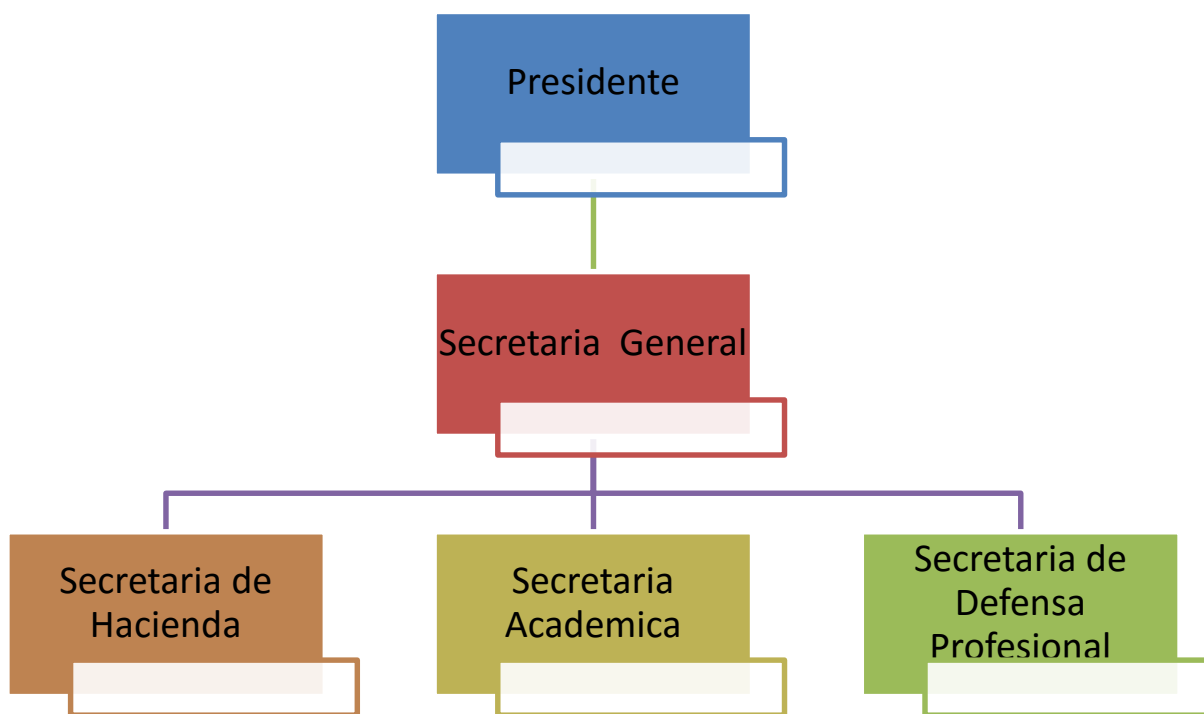 Presidente
Secretaria General
Secretaria de
Hacienda
Secretaria
Academica
Secretaria de
Defensa
Profesional